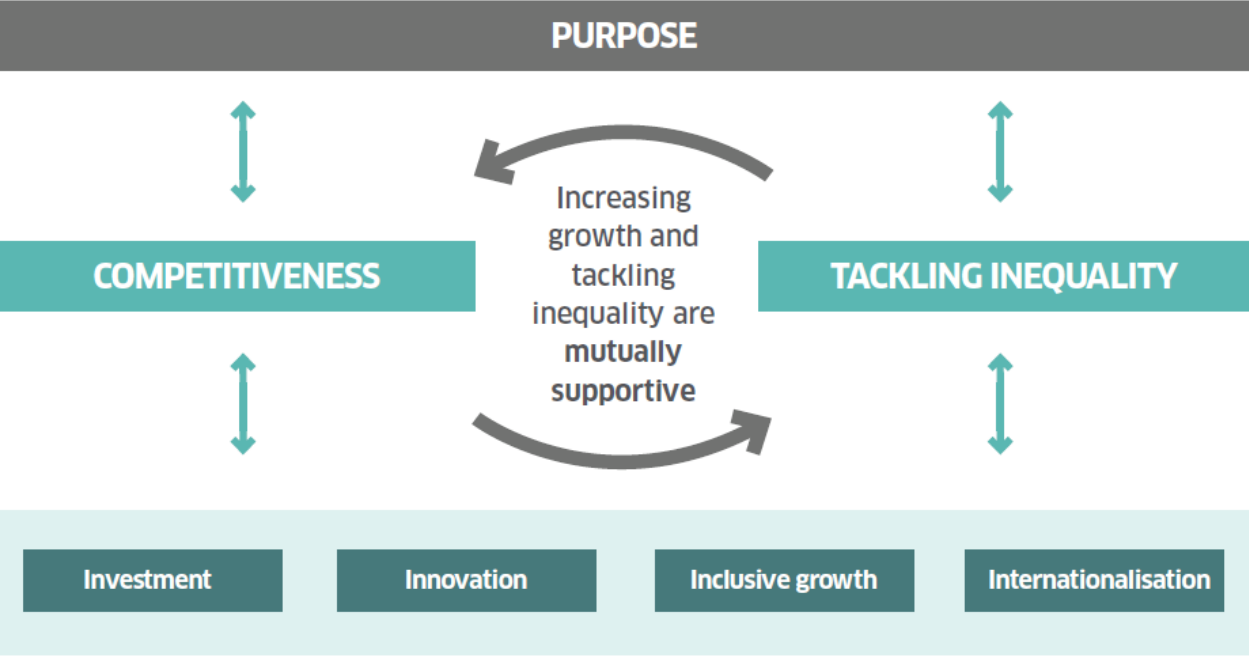 PURPOSE
COMPETITIVENESS
Increasing
growth and
tackling
inequality are
mutually
supportive
TACKLING INEQUALITY
Investment
Innovation
Inclusive growth
Internationalisation